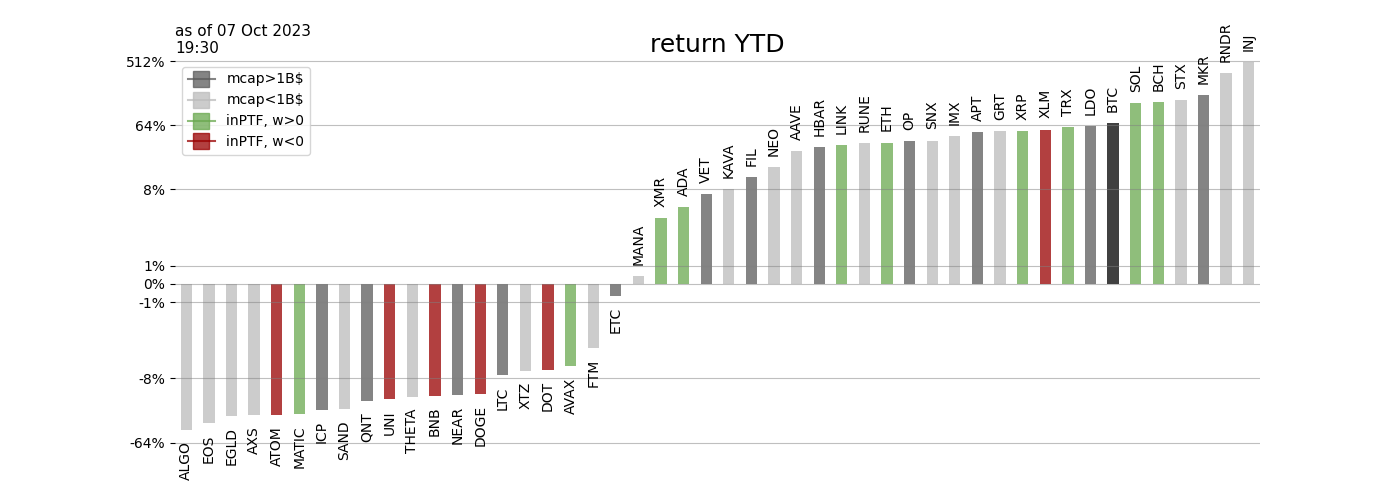 as of 07 Oct 2023
19:30
return YTD
512%
64%
8%
1%
0%
-1%
-8%
-64%
mcap>1B$
mcap<1B$
inPTF, w>0
inPTF, w<0
ALGO
EOS
EGLD
AXS
ATOM
MATIC
ICP
SAND
QNT
UNI
THETA
BNB
NEAR
DOGE
LTC
XTZ
DOT
AVAX
FTM
ETC
MANA
XMR
ADA
VET
KAVA
FIL
NEO
AAVE
HBAR
LINK
RUNE
ETH
OP
SNX
IMX
APT
GRT
XRP
XLM
TRX
LDO
BTC
SOL
BCH
STX
MKR
RNDR
INJ